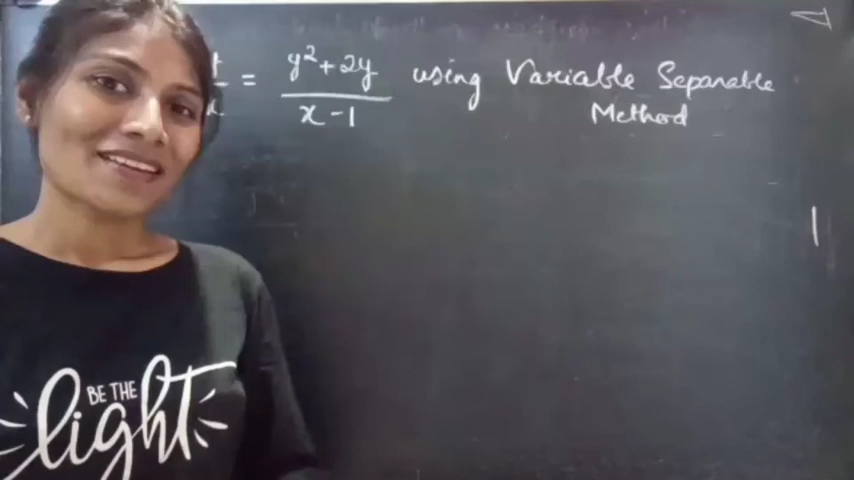 = y²+2y / x-1 using Variable Separable
Method
BE THE
light